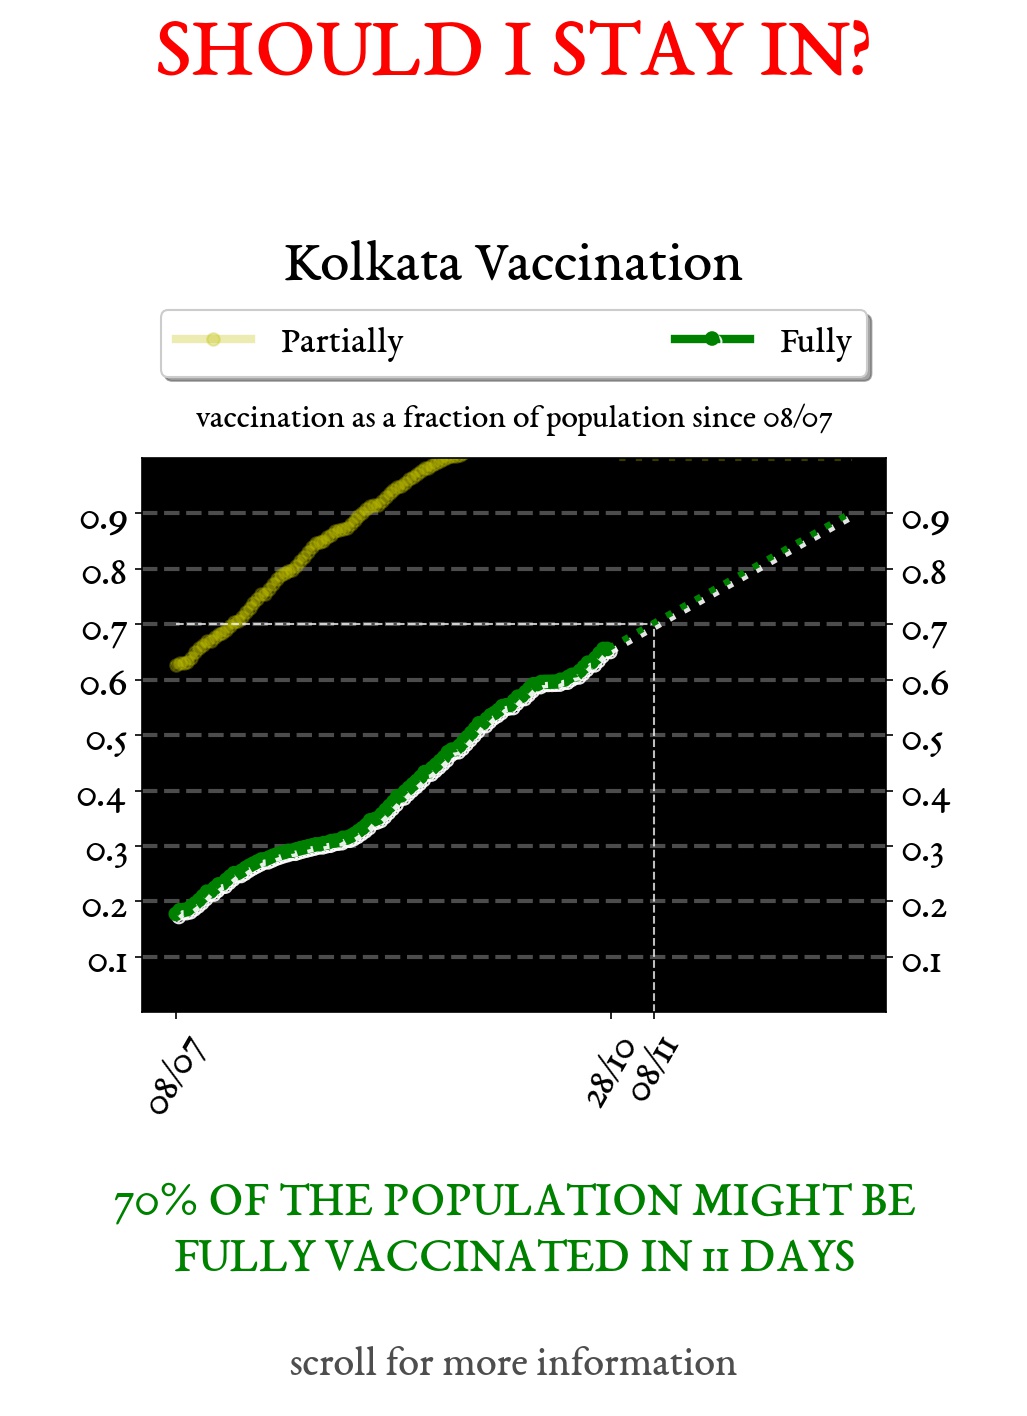 SHOULD I STAY IN?
Kolkata Vaccination
Partially Fully
vaccination as a fraction of population since 08/07
0.9 0.9
0.8 0.8
0.7 0.7
0.6 0.6
0.5 0.5
0.4 0.4
0.3 0.3
0.2 0.2
0.1 0.1
08/07 28/10 08/11
70% OF THE POPULATION MIGHT BE
FULLY VACCINATED IN 11 DAYS
scroll for more information